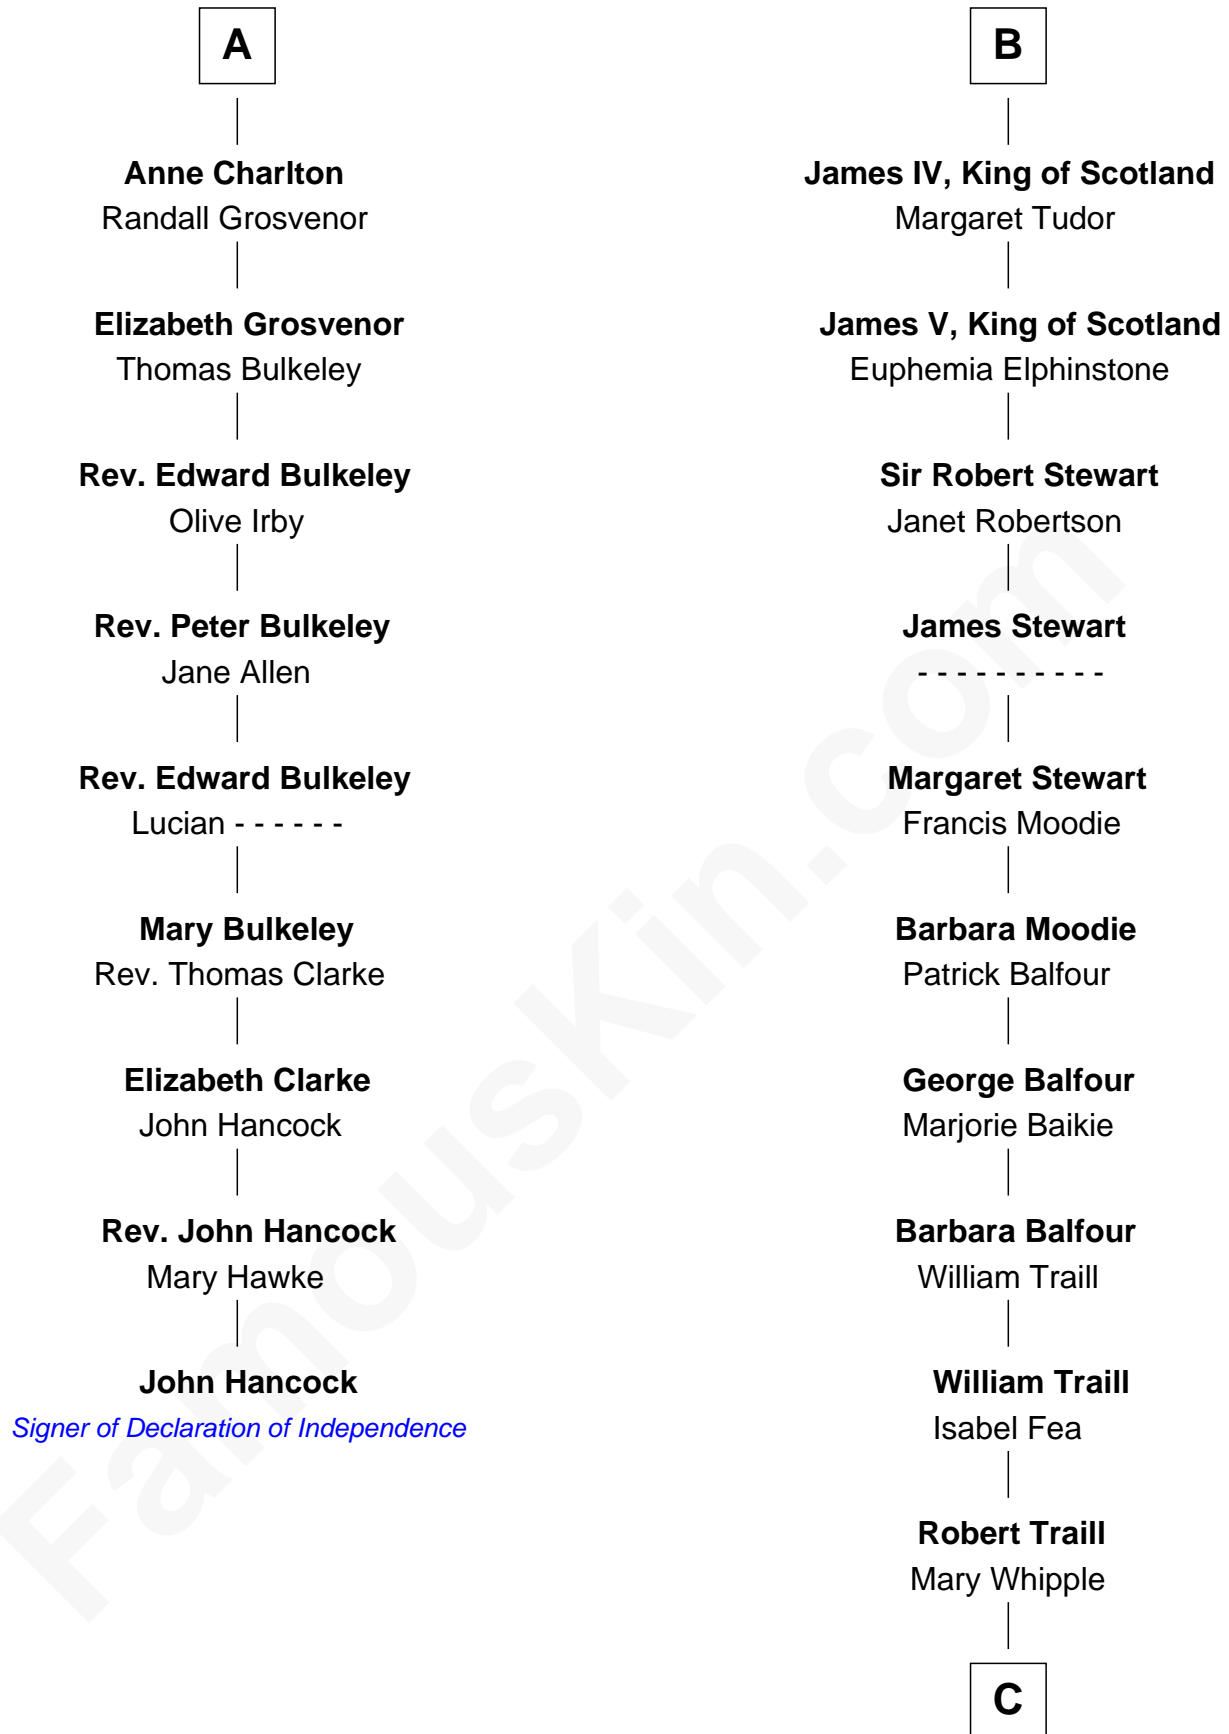 A
Anne Charlton
Randall Grosvenor
Elizabeth Grosvenor
Thomas Bulkeley
Rev. Edward Bulkeley
Olive Irby
Rev. Peter Bulkeley
Jane Allen
Rev. Edward Bulkeley
Lucian - - - - - -
Mary Bulkeley
Rev. Thomas Clarke
Elizabeth Clarke
John Hancock
Rev. John Hancock
Mary Hawke
John Hancock
Signer of Declaration of Independence
B
James IV, King of Scotland
Margaret Tudor
James V, King of Scotland
Euphemia Elphinstone
Sir Robert Stewart
Janet Robertson
James Stewart
- - - - - - - - - -
Margaret Stewart
Francis Moodie
Barbara Moodie
Patrick Balfour
George Balfour
Marjorie Baikie
Barbara Balfour
William Traill
William Traill
Isabel Fea
Robert Traill
Mary Whipple
C
FamousKin.com